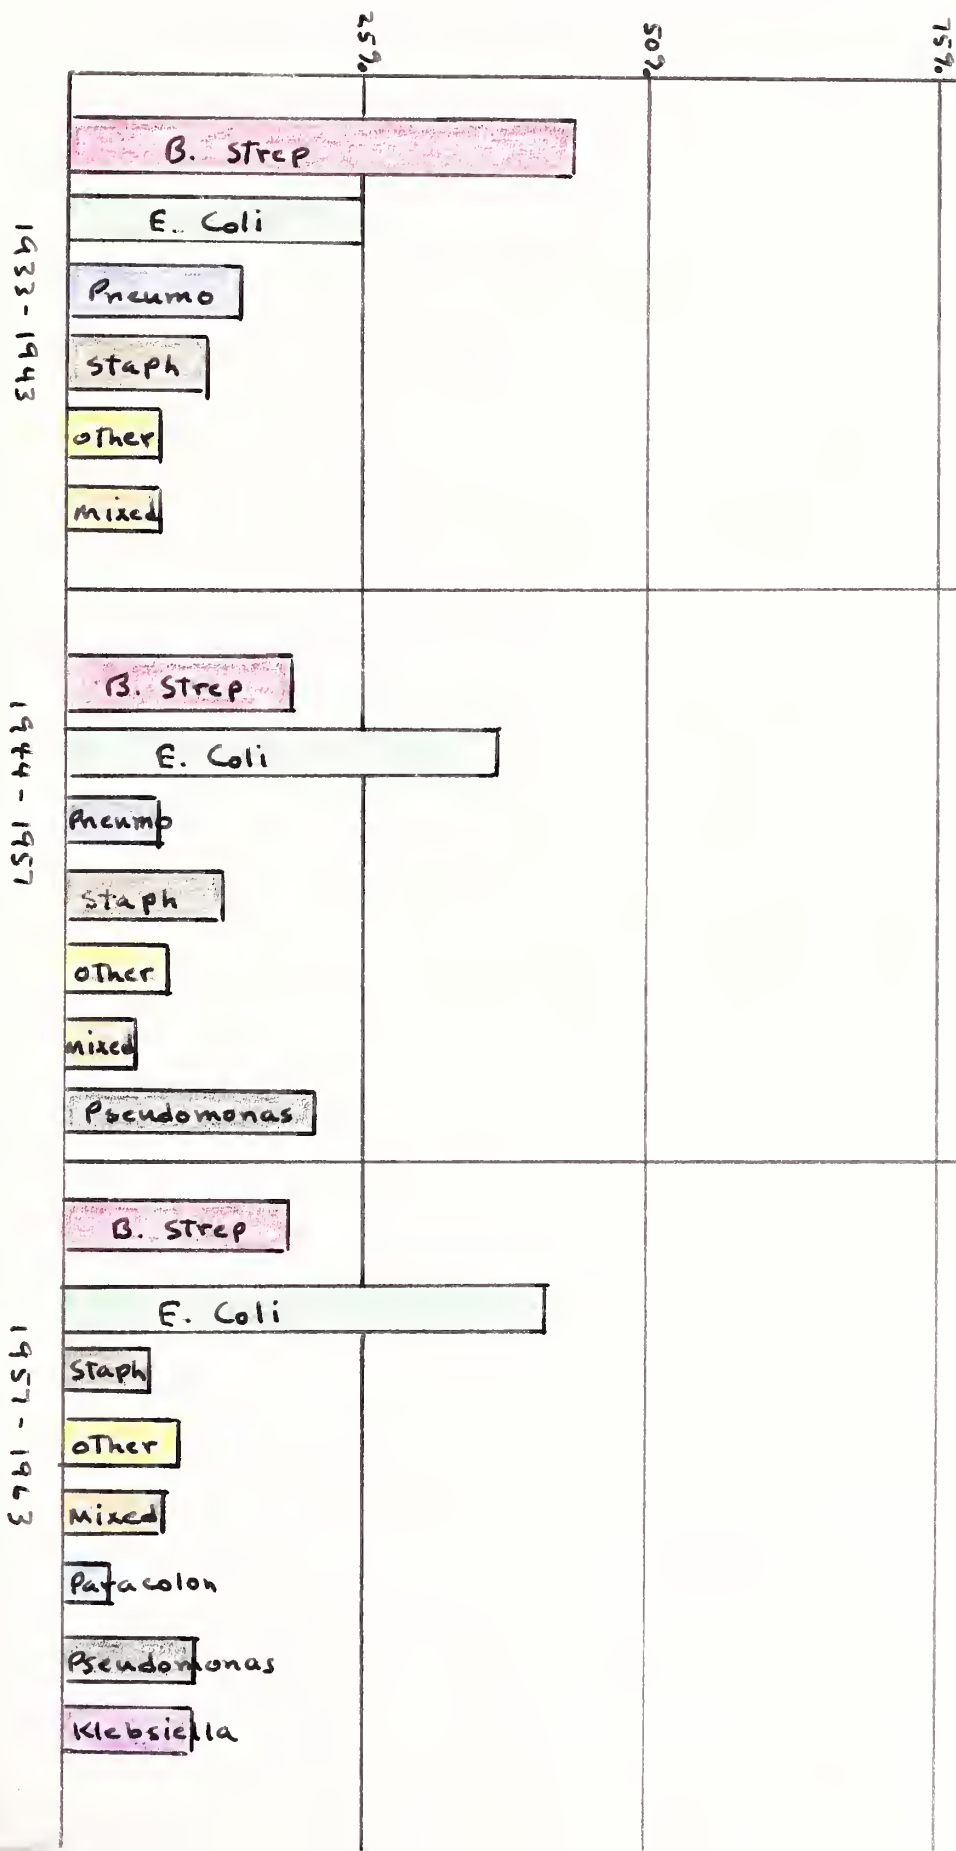 25%
50%
75%
1933-1943
B. Strep
E. Coli
Pneumo
Staph
other
mixed
1944-1957
B. Strep
E. Coli
Pneumo
Staph
other
mixed
Pseudomonas
1957-1963
B. Strep
E. Coli
Staph
other
Mixed
Paracolon
Pseudomonas
Klebsiella